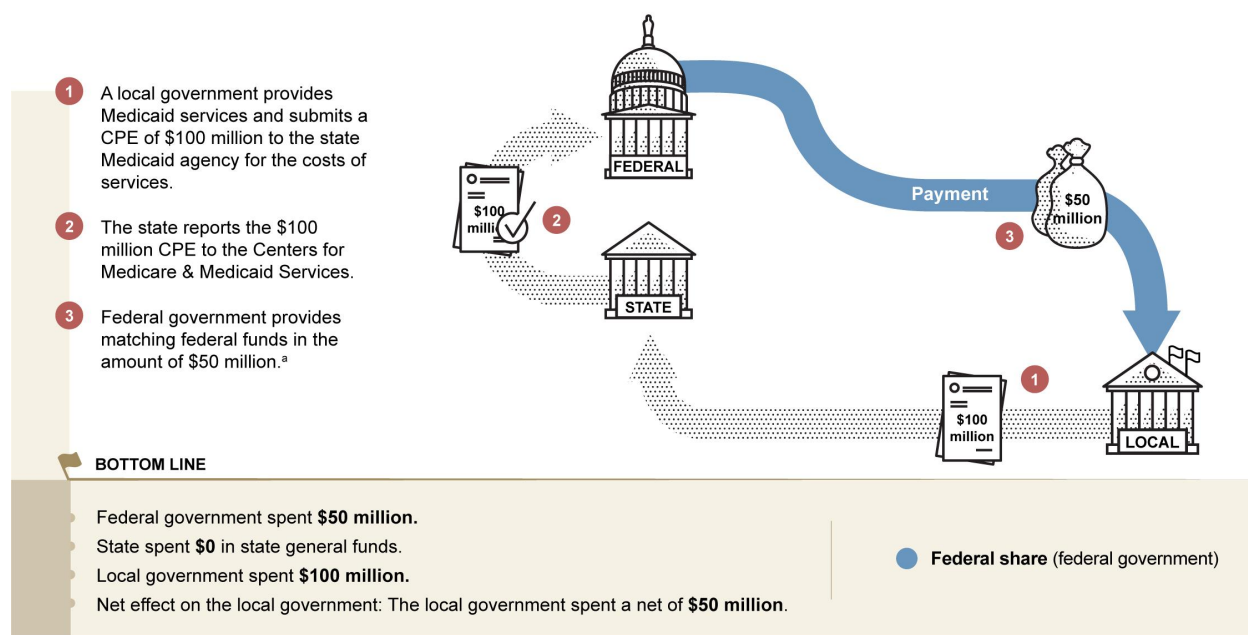 1
A local government provides
Medicaid services and submits a
CPE of $100 million to the state
Medicaid agency for the costs of
services.
2
The state reports the $100
million CPE to the Centers for
Medicare & Medicaid Services.
3
Federal government provides
matching federal funds in the
amount of $50 million.ᵃ
FEDERAL
$100
milli
2
STATE
Payment
$50
million
3
1
$100
million
LOCAL
BOTTOM LINE
Federal government spent $50 million.
State spent $0 in state general funds.
Local government spent $100 million.
Net effect on the local government: The local government spent a net of $50 million.
Federal share (federal government)